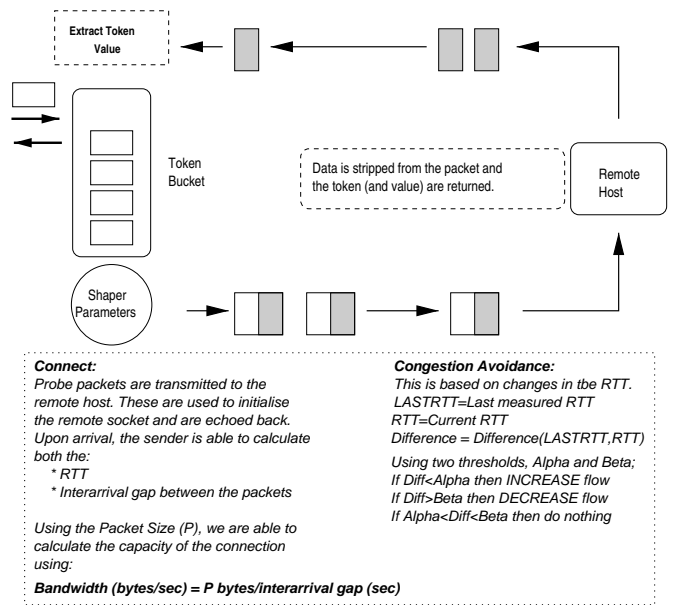 Extract Token
Value
Token
Bucket
Data is stripped from the packet and
the token (and value) are returned.
Remote
Host
Shaper
Parameters
Connect:
Probe packets are transmitted to the
remote host. These are used to initialise
the remote socket and are echoed back.
Upon arrival, the sender is able to calculate
both the:
* RTT
* Interarrival gap between the packets
Using the Packet Size (P), we are able to
calculate the capacity of the connection
using:
Bandwidth (bytes/sec) = P bytes/interarrival gap (sec)
Congestion Avoidance:
This is based on changes in tbe RTT.
LASTRTT=Last measured RTT
RTT=Current RTT
Difference = Difference(LASTRTT,RTT)
Using two thresholds, Alpha and Beta;
If Diff<Alpha then INCREASE flow
If Diff>Beta then DECREASE flow
If Alpha<Diff<Beta then do nothing